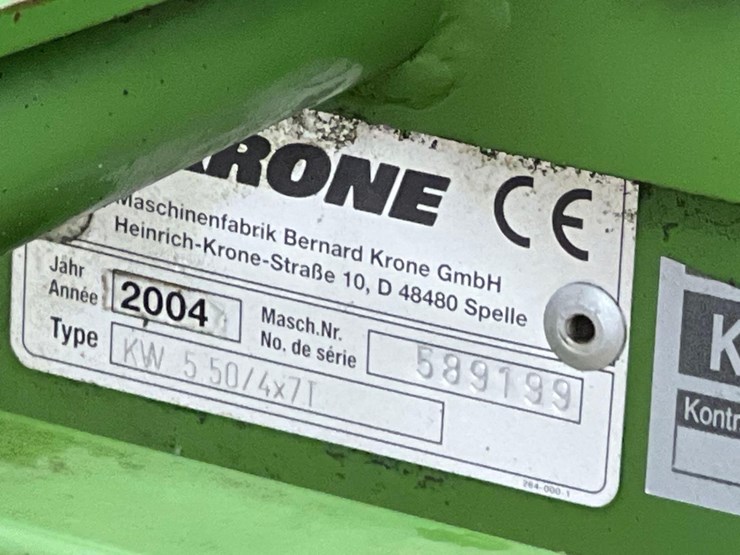 KRONE CE
Maschinenfabrik Bernard Krone GmbH
Heinrich-Krone-Straße 10, D 48480 Spelle
Jahr
Année 2004
Masch.Nr.
No. de série 589199
Type KW 5 50/4x7T
264-000-1
K
Kontr